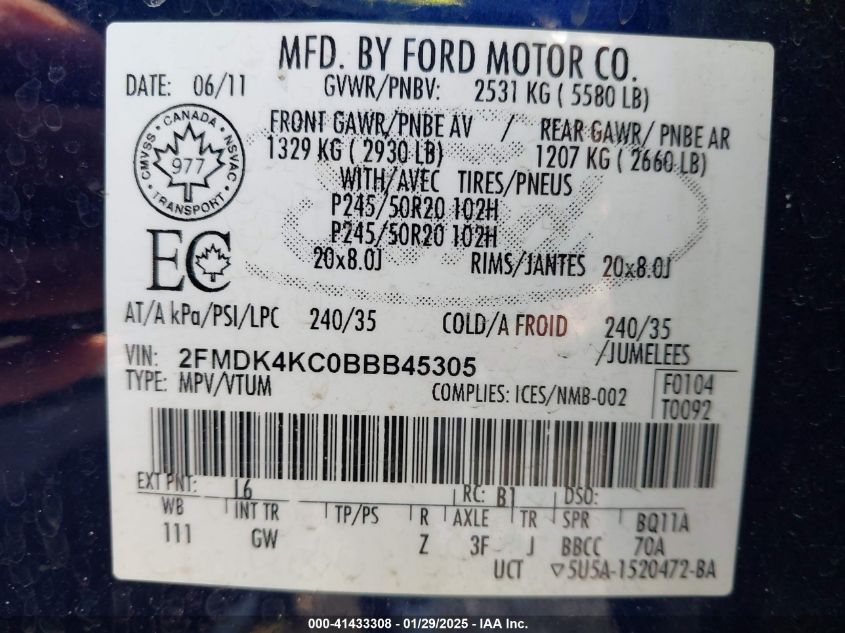 MFD. BY FORD MOTOR CO.
DATE: 06/11 GVWR/PNBV: 2531 KG ( 5580 LB)
FRONT GAWR/PNBE AV / REAR GAWR/ PNBE AR
1329 KG ( 2930 LB) 1207 KG ( 2660 LB)
WITH/AVEC TIRES/PNEUS
P245/50R20 102H
P245/50R20 102H
20x8.0J RIMS/JANTES 20x8.0J
CANADA
CMVSS NSVAC
977
TRANSPORT
EC
AT/A kPa/PSI/LPC 240/35 COLD/A FROID 240/35
VIN: 2FMDK4KC0BBB45305 /JUMELEES
TYPE: MPV/VTUM COMPLIES: ICES/NMB-002 F0104
T0092
EXT PNT: J6 RC: B1 DSO:
WB INT TR TP/PS R AXLE TR SPR BQ11A
111 GW Z 3F J BBCC 70A
UCT ▽5U5A-1520472-BA
000-41433308 - 01/29/2025 - IAA Inc.